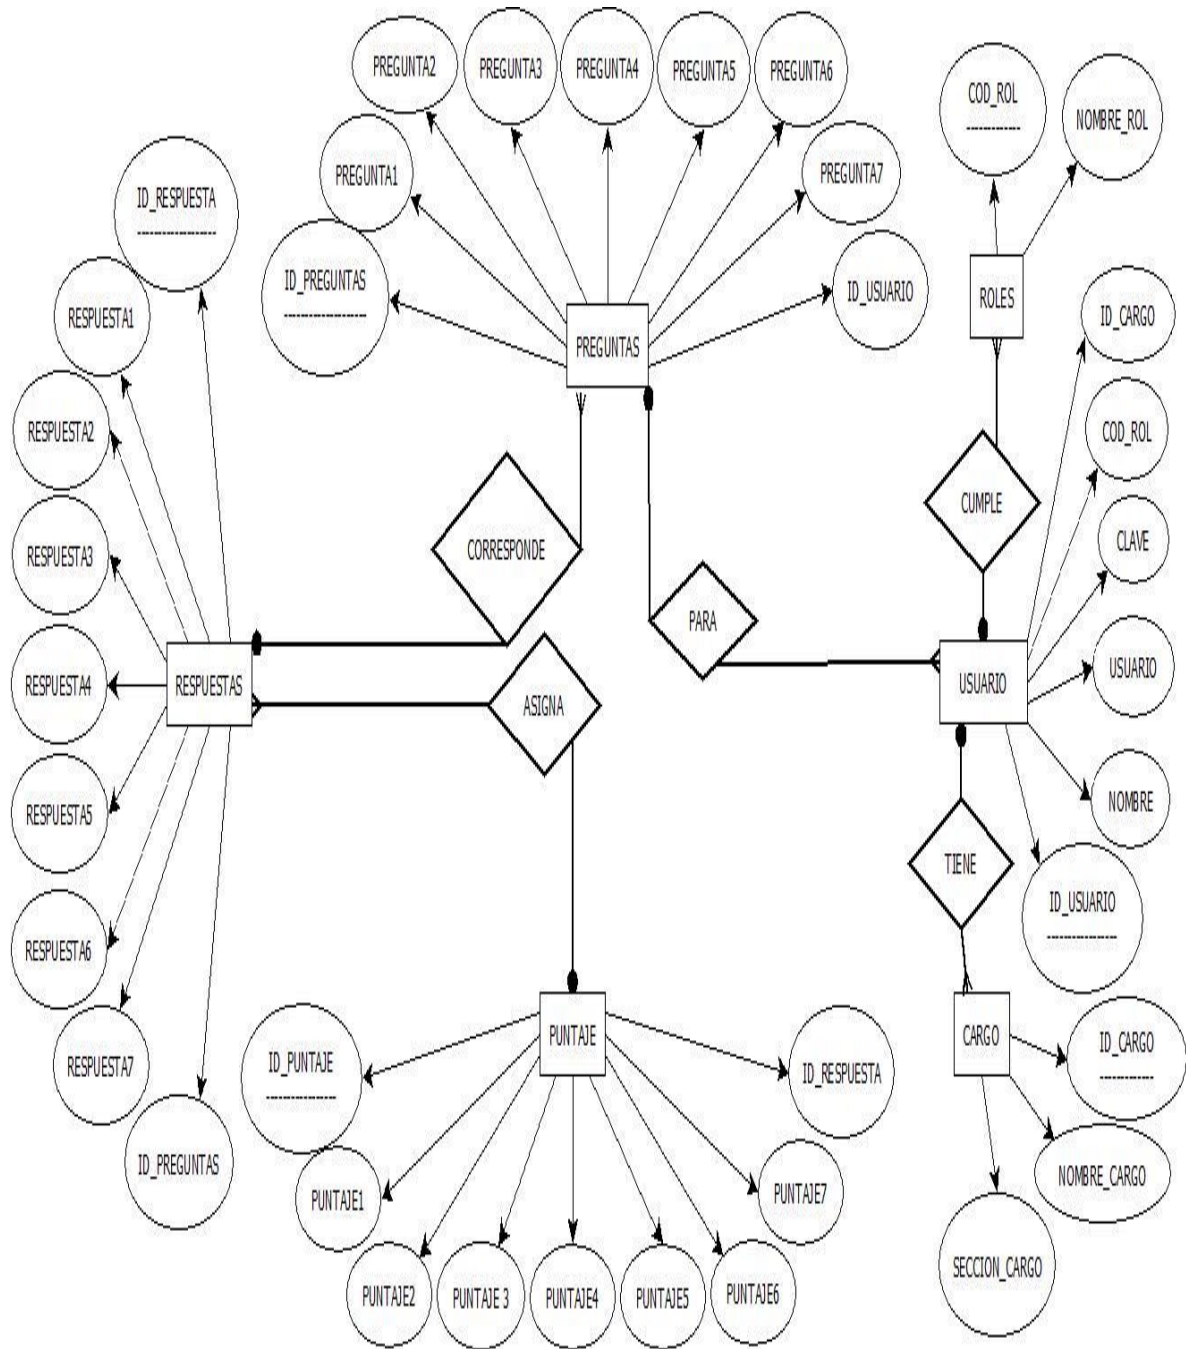 PREGUNTA2
PREGUNTA3
PREGUNTA4
PREGUNTA5
PREGUNTA6
COD_ROL
NOMBRE_ROL
PREGUNTA1
PREGUNTA7
ID_RESPUESTA
ID_PREGUNTAS
ID_USUARIO
ROLES
ID_CARGO
RESPUESTA1
PREGUNTAS
RESPUESTA2
COD_ROL
CUMPLE
CLAVE
RESPUESTA3
CORRESPONDE
PARA
USUARIO
RESPUESTA4
RESPUESTAS
ASIGNA
USUARIO
NOMBRE
RESPUESTA5
TIENE
ID_USUARIO
RESPUESTA6
PUNTAJE
CARGO
ID_CARGO
RESPUESTA7
ID_PUNTAJE
ID_RESPUESTA
ID_PREGUNTAS
NOMBRE_CARGO
PUNTAJE1
PUNTAJE7
SECCION_CARGO
PUNTAJE2
PUNTAJE 3
PUNTAJE4
PUNTAJE5
PUNTAJE6